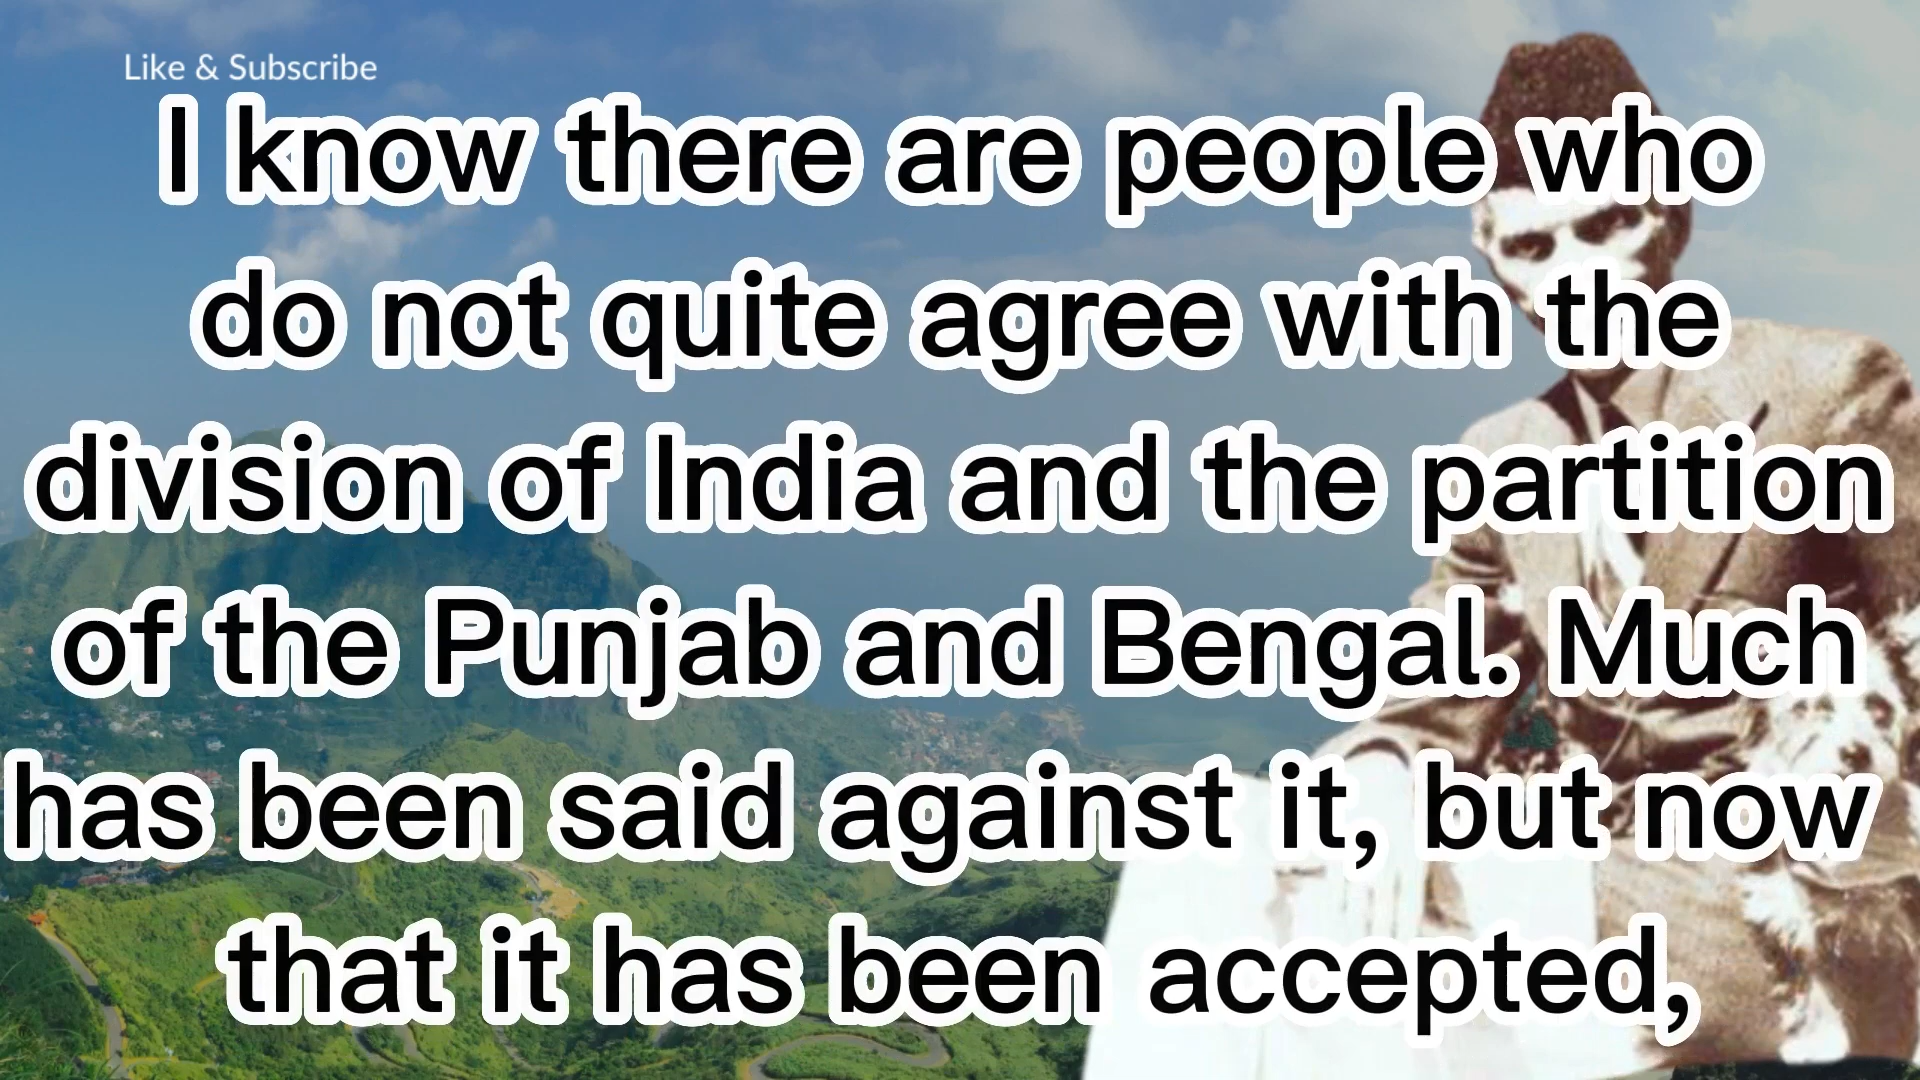 Like & Subscribe
I know there are people who
do not quite agree with the
division of India and the partition
of the Punjab and Bengal. Much
has been said against it, but now
that it has been accepted,